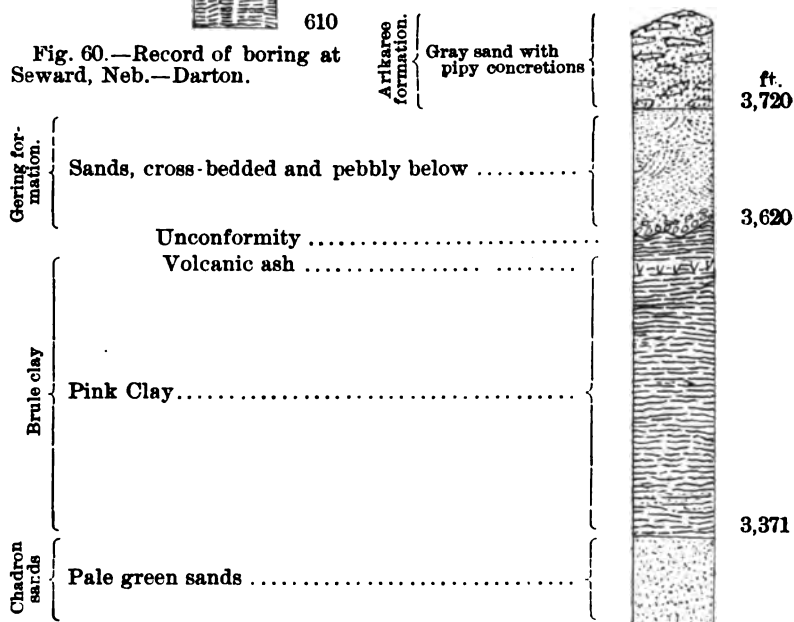 610
Fig. 60.—Record of boring at
Seward, Neb.—Darton.
Arikaree
formation.
Gray sand with
pipy concretions
ft.
3,720
Gering for-
mation.
Sands, cross-bedded and pebbly below ..........
3,620
Unconformity ..............................
Volcanic ash ................. ........
Brule clay
Pink Clay.....................................
3,371
Chadron
sands
Pale green sands ..............................